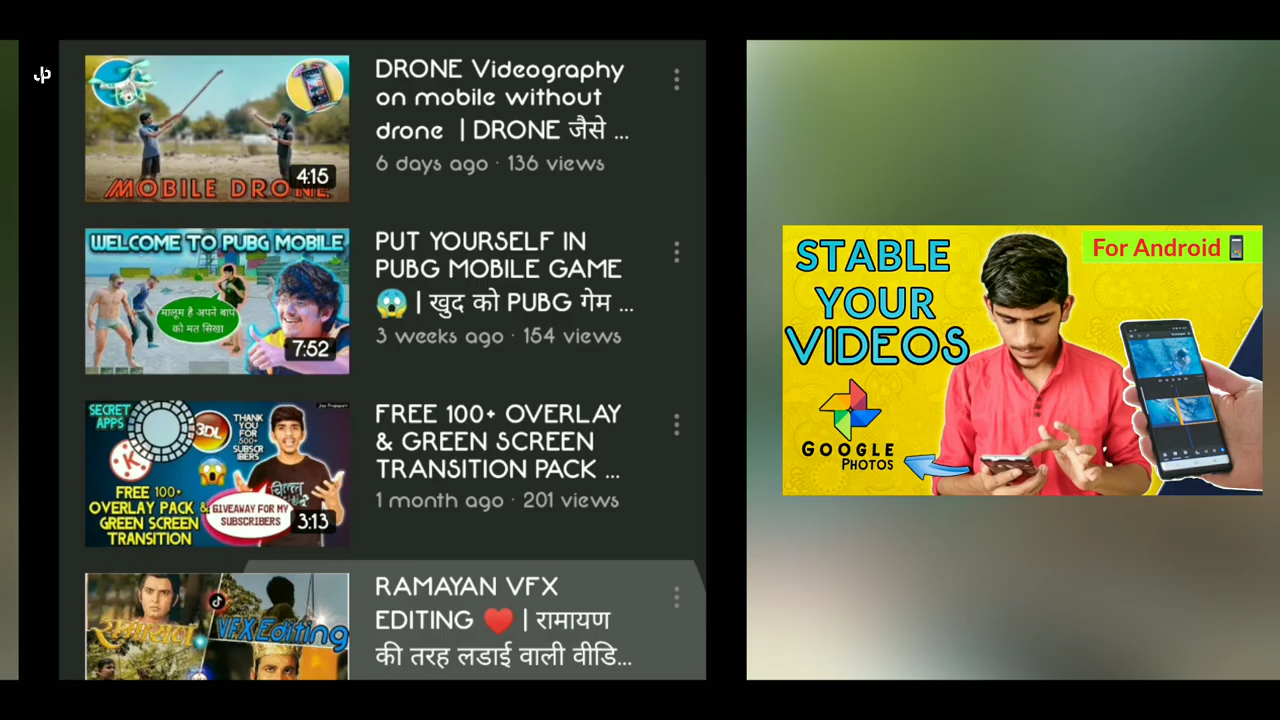 DRONE Videography
on mobile without
drone | DRONE जैसे ...
6 days ago · 136 views
4:15
MOBILE DRONE
WELCOME TO PUBG MOBILE
मालूम है अपने बाप
को मत सिखा
7:52
PUT YOURSELF IN
PUBG MOBILE GAME
😱 | खुद को PUBG गेम ...
3 weeks ago · 154 views
SECRET
APPS
3DL
K
THANK
YOU
FOR
500+
SUBSCR
IBERS
FREE 100+
OVERLAY PACK &
GREEN SCREEN
TRANSITION
GIVEAWAY FOR MY
SUBSCRIBERS
3:13
FREE 100+ OVERLAY
& GREEN SCREEN
TRANSITION PACK ...
1 month ago · 201 views
रामायण
VFX Editing
RAMAYAN VFX
EDITING ❤️ | रामायण
की तरह लडाई वाली वीडि...
STABLE
YOUR
VIDEOS
For Android
GOOGLE
PHOTOS